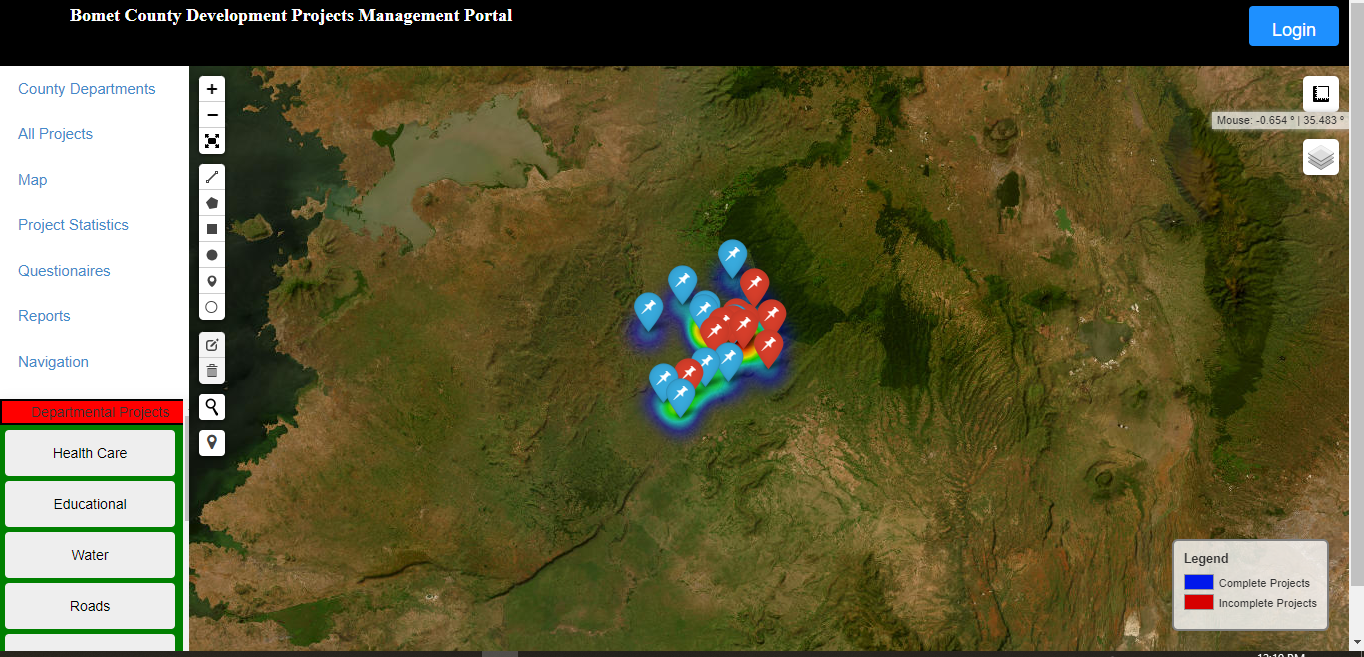 Bomet County Development Projects Management Portal
Login
County Departments
All Projects
Map
Project Statistics
Questionaires
Reports
Navigation
Departmental Projects
Health Care
Educational
Water
Roads
+
−
Mouse: -0.654 º | 35.483 º
Legend
Complete Projects
Incomplete Projects